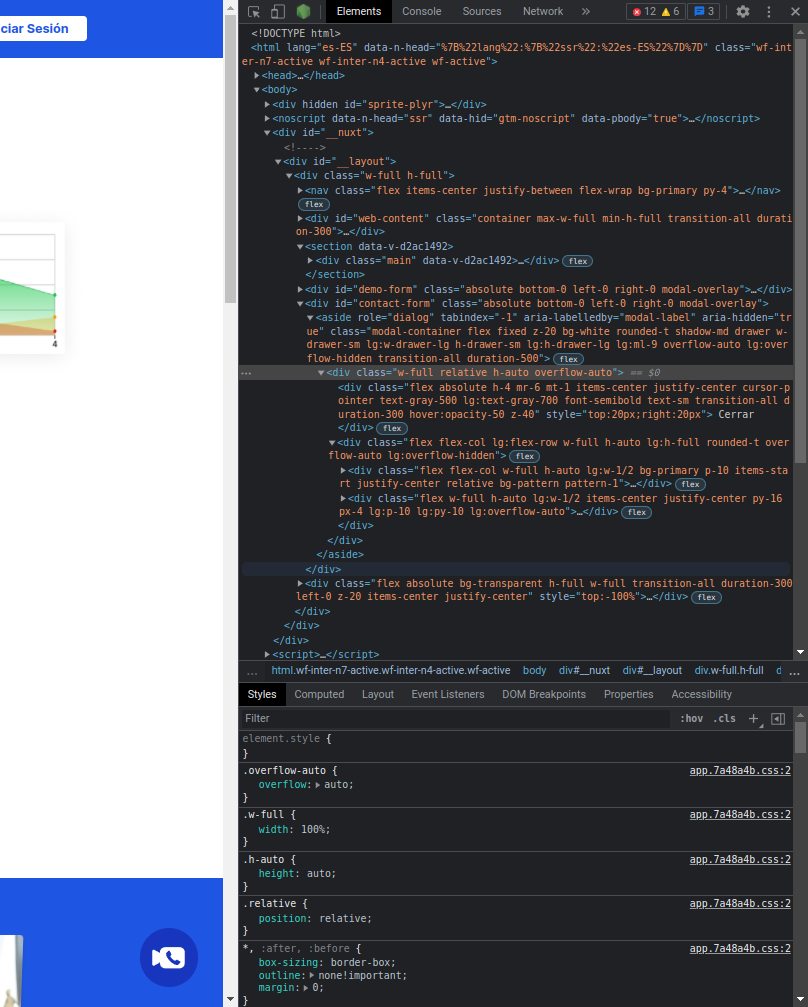 ciar Sesión
4
Elements Console Sources Network » 12 6 3
<!DOCTYPE html>
<html lang="es-ES" data-n-head="%7B%22lang%22:%7B%22ssr%22:%22es-ES%22%7D%7D" class="wf-int
er-n7-active wf-inter-n4-active wf-active">
<head>…</head>
<body>
<div hidden id="sprite-plyr">…</div>
<noscript data-n-head="ssr" data-hid="gtm-noscript" data-pbody="true">…</noscript>
<div id="__nuxt">
<!---->
<div id="__layout">
<div class="w-full h-full">
<nav class="flex items-center justify-between flex-wrap bg-primary py-4">…</nav>
flex
<div id="web-content" class="container max-w-full min-h-full transition-all durati
on-300">…</div>
<section data-v-d2ac1492>
<div class="main" data-v-d2ac1492>…</div> flex
</section>
<div id="demo-form" class="absolute bottom-0 left-0 right-0 modal-overlay">…</div>
<div id="contact-form" class="absolute bottom-0 left-0 right-0 modal-overlay">
<aside role="dialog" tabindex="-1" aria-labelledby="modal-label" aria-hidden="tr
ue" class="modal-container flex fixed z-20 bg-white rounded-t shadow-md drawer w-
drawer-sm lg:w-drawer-lg h-drawer-sm lg:h-drawer-lg lg:ml-9 overflow-auto lg:over
flow-hidden transition-all duration-500"> flex
… <div class="w-full relative h-auto overflow-auto"> == $0
<div class="flex absolute h-4 mr-6 mt-1 items-center justify-center cursor-p
ointer text-gray-500 lg:text-gray-700 font-semibold text-sm transition-all d
uration-300 hover:opacity-50 z-40" style="top:20px;right:20px"> Cerrar
</div> flex
<div class="flex flex-col lg:flex-row w-full h-auto lg:h-full rounded-t over
flow-auto lg:overflow-hidden"> flex
<div class="flex flex-col w-full h-auto lg:w-1/2 bg-primary p-10 items-sta
rt justify-center relative bg-pattern pattern-1">…</div> flex
<div class="flex w-full h-auto lg:w-1/2 items-center justify-center py-16
px-4 lg:p-10 lg:py-10 lg:overflow-auto">…</div> flex
</div>
</div>
</aside>
</div>
<div class="flex absolute bg-transparent h-full w-full transition-all duration-300
left-0 z-20 items-center justify-center" style="top:-100%">…</div> flex
</div>
</div>
</div>
<script>…</script>
… html.wf-inter-n7-active.wf-inter-n4-active.wf-active body div#__nuxt div#__layout div.w-full.h-full d …
Styles Computed Layout Event Listeners DOM Breakpoints Properties Accessibility
Filter :hov .cls +
element.style {
}
.overflow-auto { app.7a48a4b.css:2
overflow: auto;
}
.w-full { app.7a48a4b.css:2
width: 100%;
}
.h-auto { app.7a48a4b.css:2
height: auto;
}
.relative { app.7a48a4b.css:2
position: relative;
}
*, :after, :before { app.7a48a4b.css:2
box-sizing: border-box;
outline: none!important;
margin: 0;
}